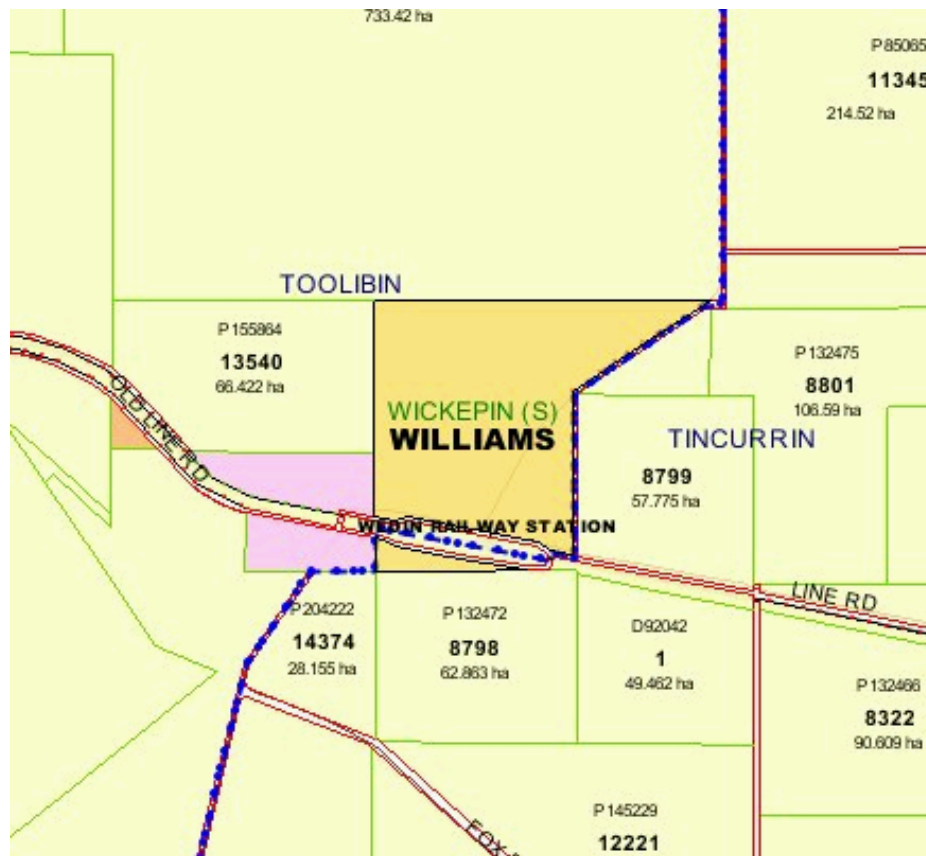 733.42 ha
P85065
11345
214.52 ha
TOOLIBIN
P155864
13540
66.422 ha
P132475
8801
106.59 ha
OLD LINE RD
WICKEPIN (S)
WILLIAMS
TINCURRIN
8799
57.775 ha
WEDIN RAILWAY STATION
LINE RD
P204222
14374
28.155 ha
P132472
8798
62.863 ha
D92042
1
49.462 ha
P132466
8322
90.609 ha
P145229
12221
FOX